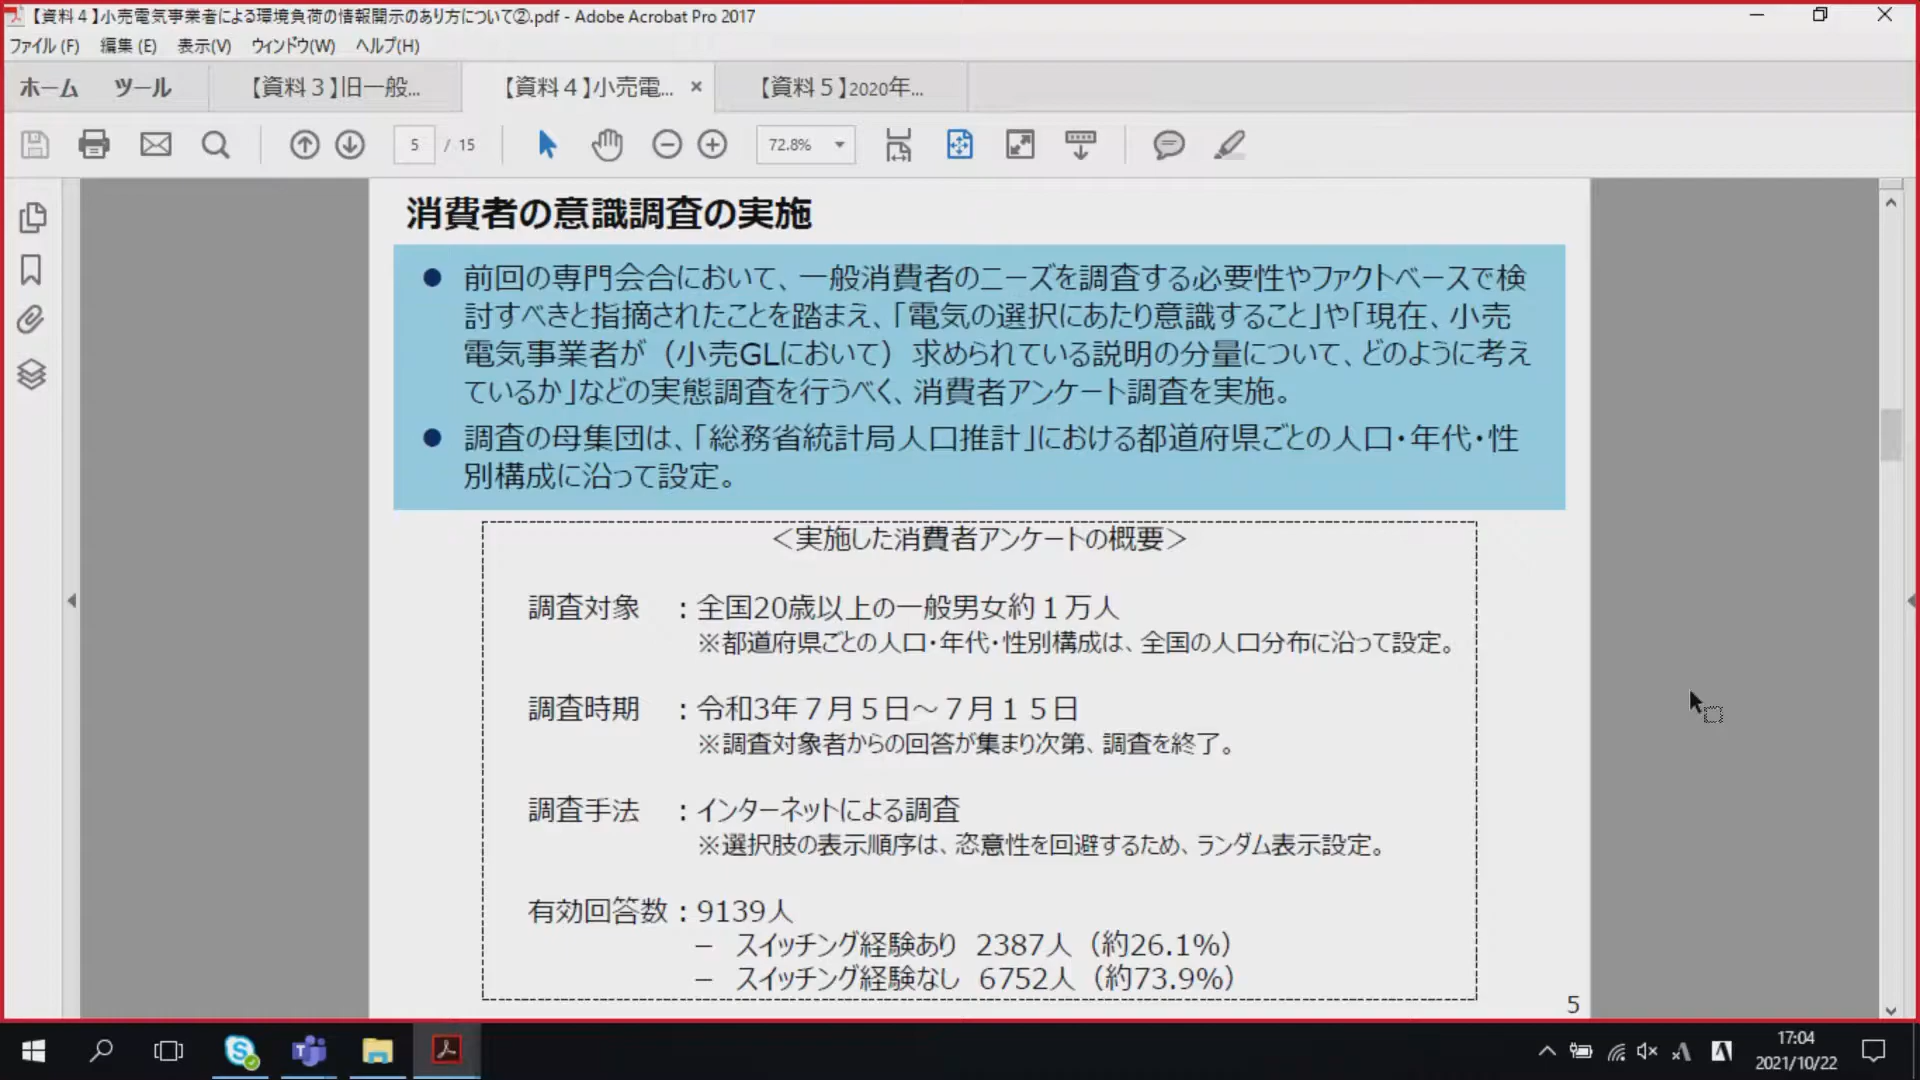 【資料４】小売電気事業者による環境負荷の情報開示のあり方について②.pdf - Adobe Acrobat Pro 2017
ファイル(F) 編集(E) 表示(V) ウィンドウ(W) ヘルプ(H)
ホーム ツール 【資料３】旧一般... 【資料４】小売電... × 【資料５】2020年...
5 / 15 72.8%
消費者の意識調査の実施
● 前回の専門会合において、一般消費者のニーズを調査する必要性やファクトベースで検
討すべきと指摘されたことを踏まえ、「電気の選択にあたり意識すること」や「現在、小売
電気事業者が（小売GLにおいて）求められている説明の分量について、どのように考え
ているか」などの実態調査を行うべく、消費者アンケート調査を実施。
● 調査の母集団は、「総務省統計局人口推計」における都道府県ごとの人口・年代・性
別構成に沿って設定。
＜実施した消費者アンケートの概要＞
調査対象 ：全国20歳以上の一般男女約１万人
※都道府県ごとの人口・年代・性別構成は、全国の人口分布に沿って設定。
調査時期 ：令和3年７月５日～７月１５日
※調査対象者からの回答が集まり次第、調査を終了。
調査手法 ：インターネットによる調査
※選択肢の表示順序は、恣意性を回避するため、ランダム表示設定。
有効回答数：9139人
－ スイッチング経験あり 2387人（約26.1%）
－ スイッチング経験なし 6752人（約73.9%）
5
17:04
2021/10/22